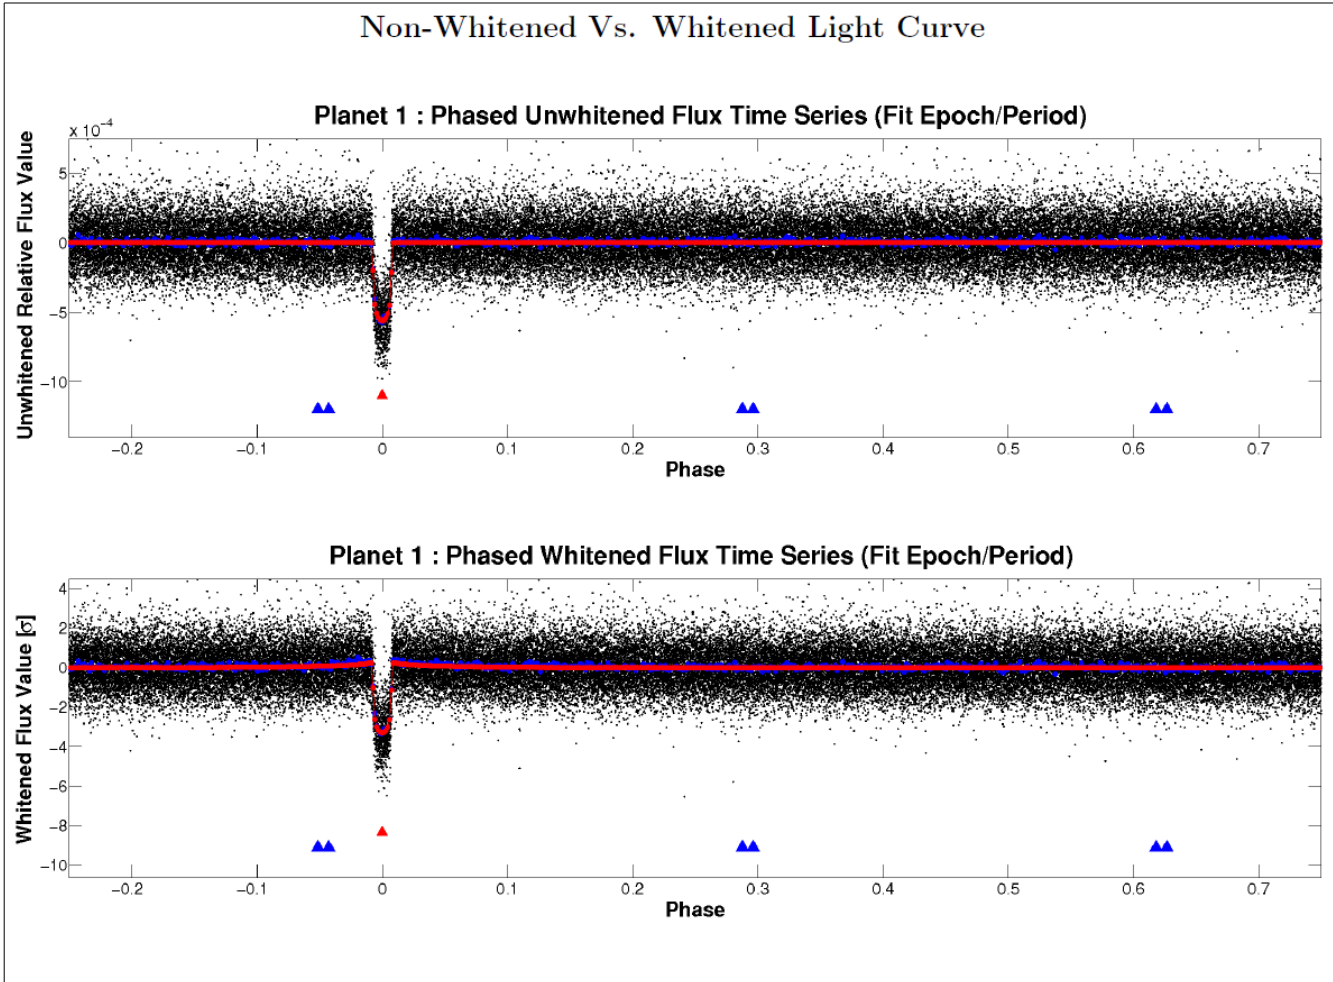 Non-Whitened Vs. Whitened Light Curve
Planet 1 : Phased Unwhitened Flux Time Series (Fit Epoch/Period)
x 10⁻⁴
Unwhitened Relative Flux Value
5
0
−5
−10
−0.2 −0.1 0 0.1 0.2 0.3 0.4 0.5 0.6 0.7
Phase
Planet 1 : Phased Whitened Flux Time Series (Fit Epoch/Period)
Whitened Flux Value [σ]
4
2
0
−2
−4
−6
−8
−10
−0.2 −0.1 0 0.1 0.2 0.3 0.4 0.5 0.6 0.7
Phase